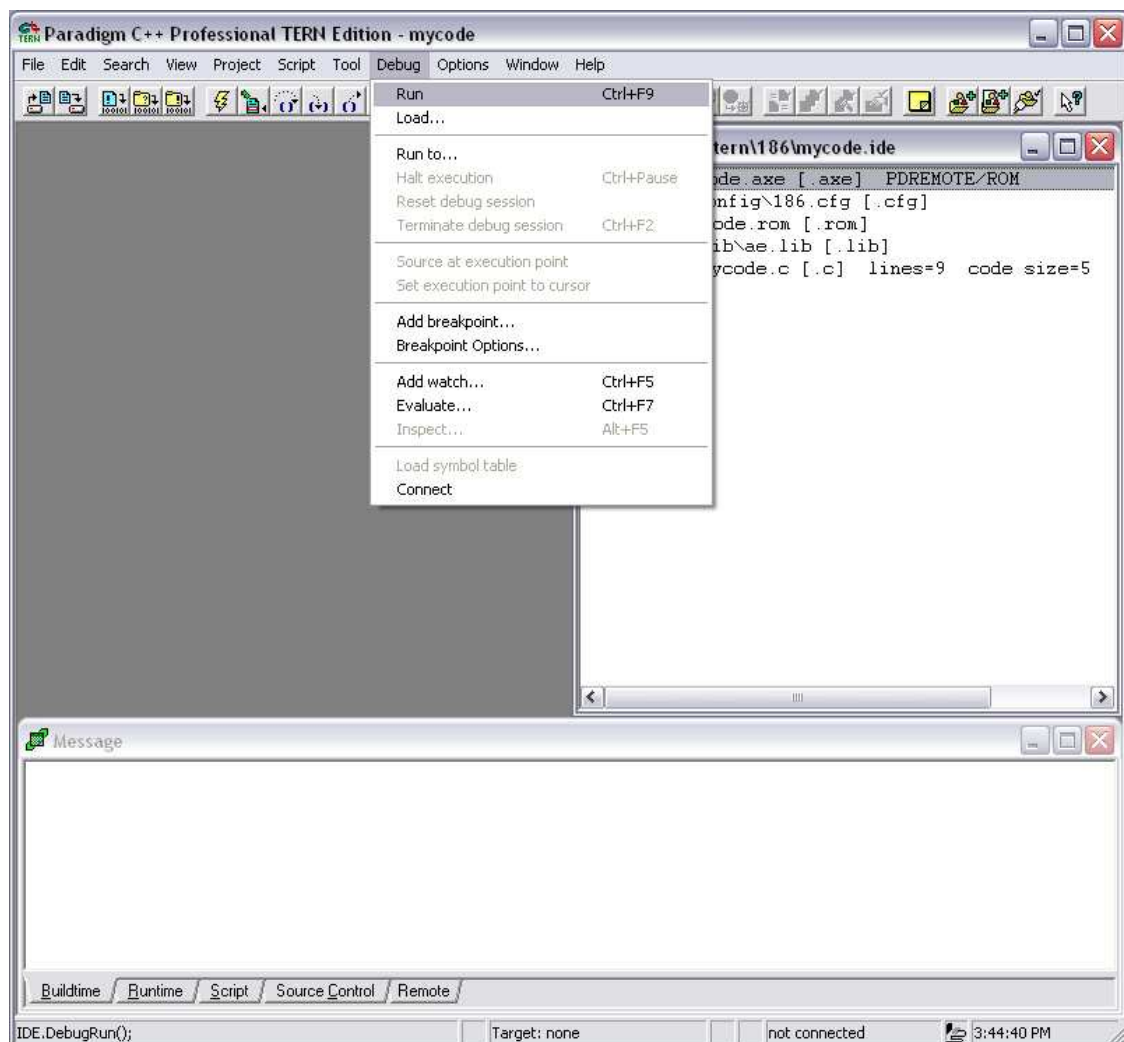 TERN Paradigm C++ Professional TERN Edition - mycode
File Edit Search View Project Script Tool Debug Options Window Help
Run Ctrl+F9
Load...
Run to...
Halt execution Ctrl+Pause
Reset debug session
Terminate debug session Ctrl+F2
Source at execution point
Set execution point to cursor
Add breakpoint...
Breakpoint Options...
Add watch... Ctrl+F5
Evaluate... Ctrl+F7
Inspect... Alt+F5
Load symbol table
Connect
tern\186\mycode.ide
ode.axe [.axe] PDREMOTE/ROM
nfig\186.cfg [.cfg]
ode.rom [.rom]
ib\ae.lib [.lib]
ycode.c [.c] lines=9 code size=5
Message
Buildtime Runtime Script Source Control Remote
IDE.DebugRun(); Target: none not connected 3:44:40 PM